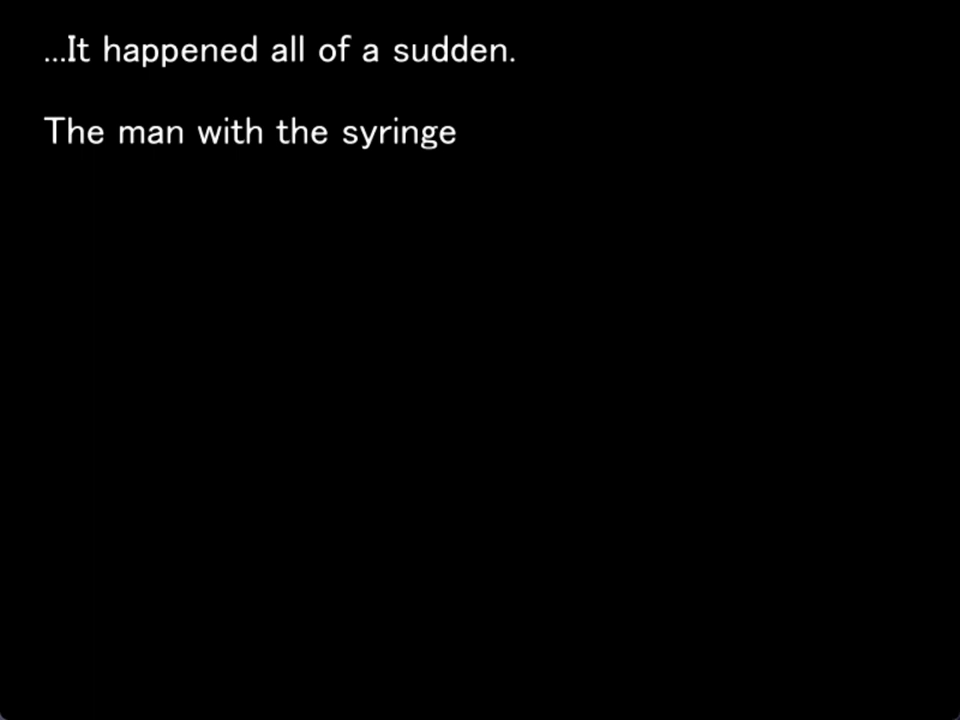 ...It happened all of a sudden.
The man with the syringe